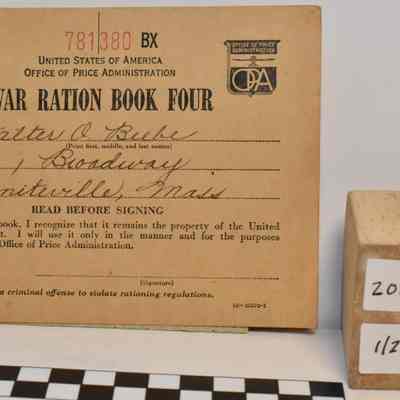 781380 BX
UNITED STATES OF AMERICA
OFFICE OF PRICE ADMINISTRATION
OFFICE OF PRICE
ADMINISTRATION
OPA
WAR RATION BOOK FOUR
alter O. Beebe
(Print first, middle, and last names)
, Broadway
niteville, Mass
READ BEFORE SIGNING
book, I recognize that it remains the property of the United
t. I will use it only in the manner and for the purposes
Office of Price Administration.
(Signature)
a criminal offense to violate rationing regulations.
20
1/2